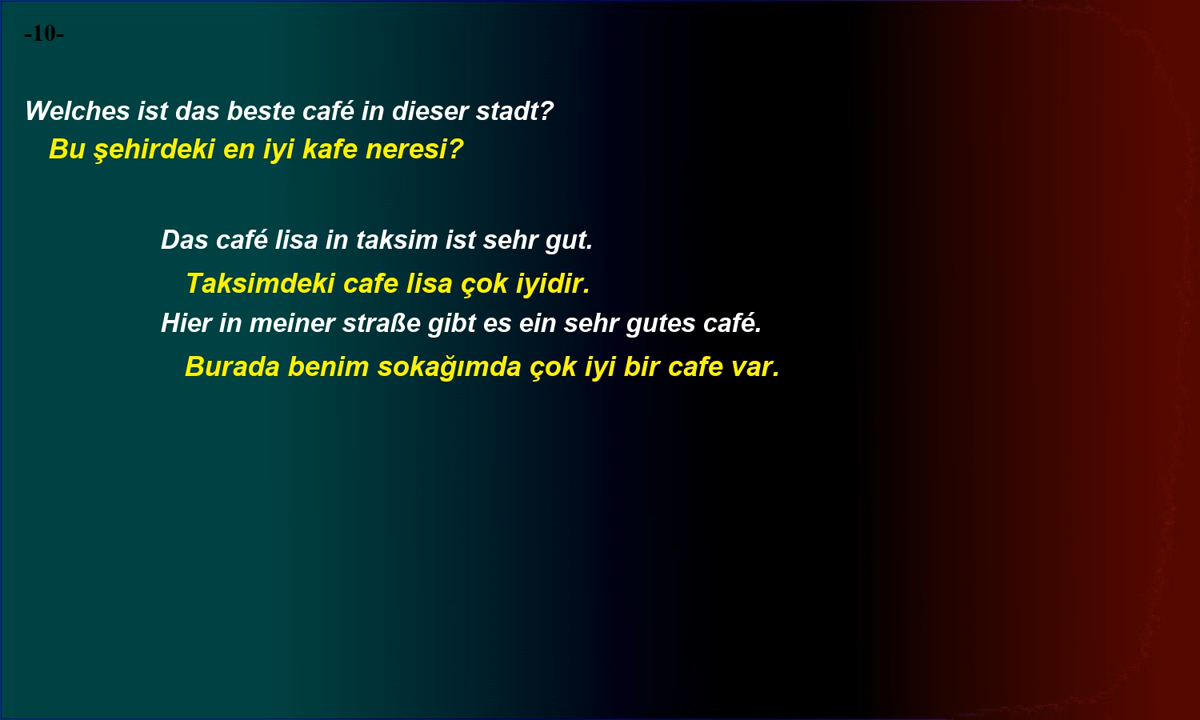 -10-
Welches ist das beste café in dieser stadt?
Bu şehirdeki en iyi kafe neresi?
Das café lisa in taksim ist sehr gut.
Taksimdeki cafe lisa çok iyidir.
Hier in meiner straße gibt es ein sehr gutes café.
Burada benim sokağımda çok iyi bir cafe var.